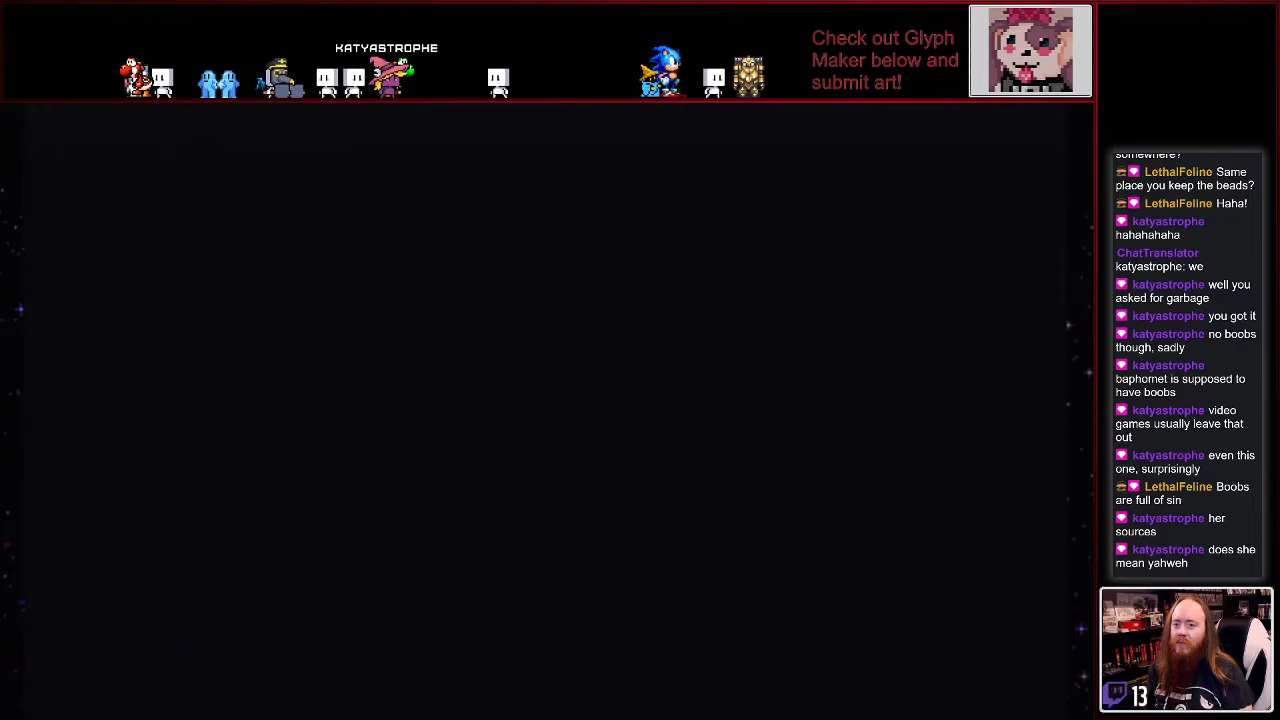 KATYASTROPHE
Check out Glyph
Maker below and
submit art!
somewhere?
LethalFeline Same
place you keep the beads?
LethalFeline Haha!
katyastrophe
hahahahaha
ChatTranslator
katyastrophe: we
katyastrophe well you
asked for garbage
katyastrophe you got it
katyastrophe no boobs
though, sadly
katyastrophe
baphomet is supposed to
have boobs
katyastrophe video
games usually leave that
out
katyastrophe even this
one, surprisingly
LethalFeline Boobs
are full of sin
katyastrophe her
sources
katyastrophe does she
mean yahweh
13